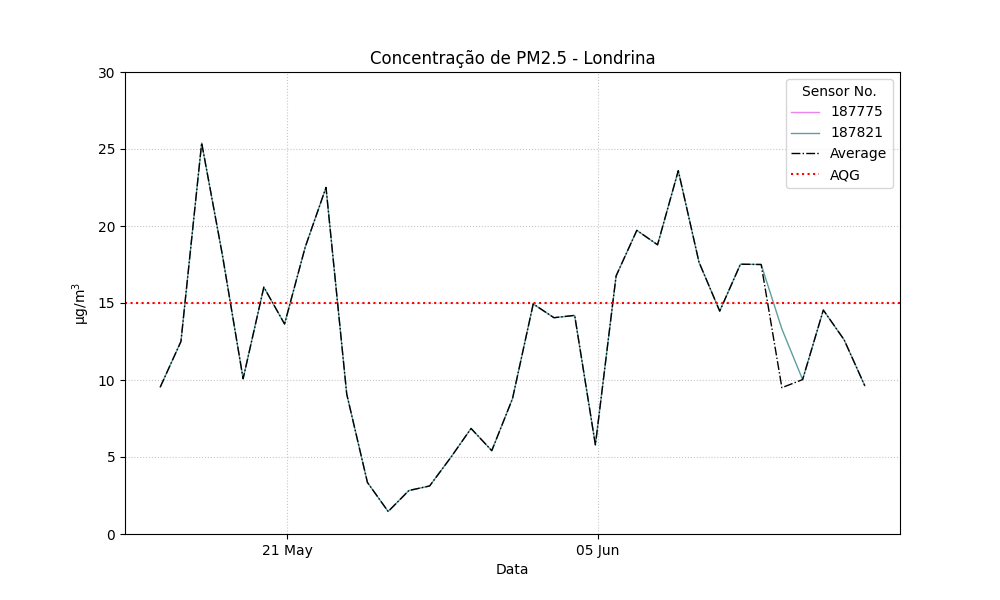 Concentração de PM2.5 - Londrina
Sensor No.
187775
187821
Average
AQG
30
25
20
15
10
5
0
µg/m³
21 May
05 Jun
Data